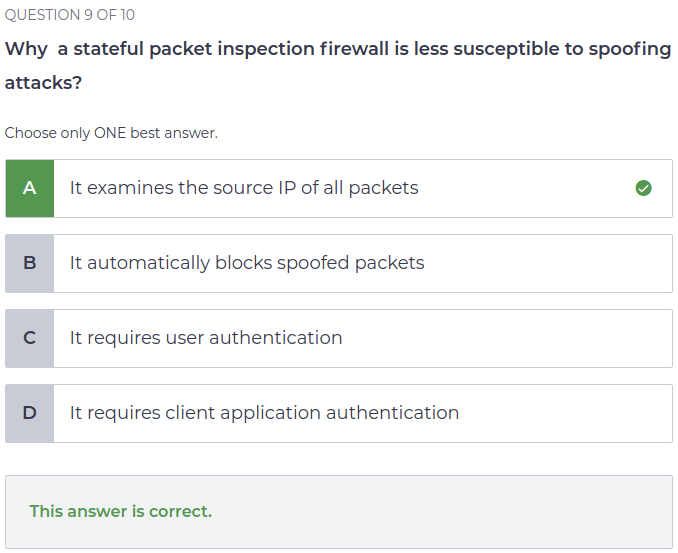 QUESTION 9 OF 10
Why  a stateful packet inspection firewall is less susceptible to spoofing
attacks?
Choose only ONE best answer.
A It examines the source IP of all packets
B It automatically blocks spoofed packets
C It requires user authentication
D It requires client application authentication
This answer is correct.